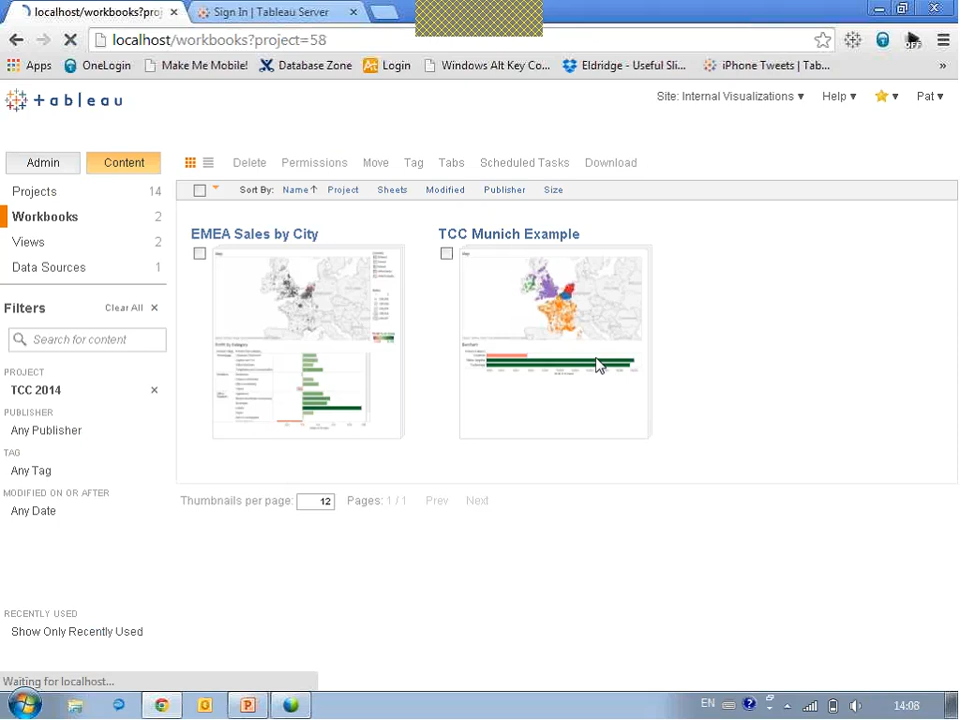 localhost/workbooks?proj
Sign In | Tableau Server
localhost/workbooks?project=58
Apps
OneLogin
Make Me Mobile!
Database Zone
Login
Windows Alt Key Co...
Eldridge - Useful Sli...
iPhone Tweets | Tab...
»
+ a b | e a u
Site: Internal Visualizations
Help
Pat
Admin
Content
Delete
Permissions
Move
Tag
Tabs
Scheduled Tasks
Download
Projects 14
Sort By: Name Project Sheets Modified Publisher Size
Workbooks 2
Views 2
Data Sources 1
EMEA Sales by City
TCC Munich Example
Filters
Clear All ×
Search for content
PROJECT
TCC 2014 ×
PUBLISHER
Any Publisher
TAG
Any Tag
MODIFIED ON OR AFTER
Any Date
Thumbnails per page: 12 Pages: 1 / 1 Prev Next
RECENTLY USED
Show Only Recently Used
Waiting for localhost...
EN
14:08